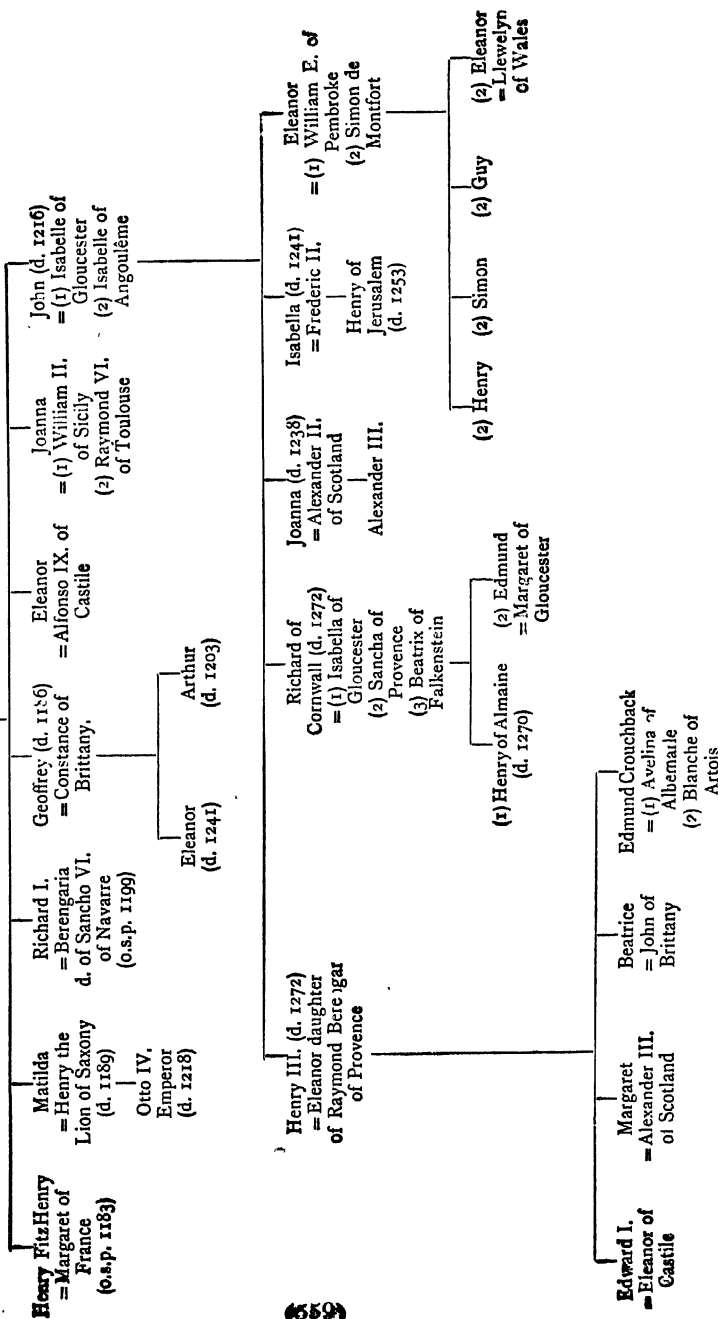 Henry FitzHenry
= Margaret of
France
(o.s.p. 1183)
Matilda
= Henry the
Lion of Saxony
(d. 1189)
Otto IV.
Emperor
(d. 1218)
Richard I.
= Berengaria
d. of Sancho VI.
of Navarre
(o.s.p. 1199)
Geoffrey (d. 1186)
= Constance of
Brittany.
Eleanor
(d. 1241)
Arthur
(d. 1203)
Eleanor
= Alfonso IX. of
Castile
Joanna
= (1) William II.
of Sicily
(2) Raymond VI.
of Toulouse
John (d. 1216)
= (1) Isabelle of
Gloucester
(2) Isabelle of
Angoulême
Henry III. (d. 1272)
= Eleanor daughter
of Raymond Berengar
of Provence
Richard of
Cornwall (d. 1272)
= (1) Isabella of
Gloucester
(2) Sancha of
Provence
(3) Beatrix of
Falkenstein
(1) Henry of Almaine
(d. 1270)
(2) Edmund
= Margaret of
Gloucester
Joanna (d. 1238)
= Alexander II.
of Scotland
Alexander III.
Isabella (d. 1241)
= Frederic II.
Henry of
Jerusalem
(d. 1253)
Eleanor
= (1) William E. of
Pembroke
(2) Simon de
Montfort
(2) Henry
(2) Simon
(2) Guy
(2) Eleanor
= Llewelyn
of Wales
Edward I.
= Eleanor of
Castile
Margaret
= Alexander III.
of Scotland
Beatrice
= John of
Brittany
Edmund Crouchback
= (1) Avelina of
Albemarle
(2) Blanche of
Artois
(559)